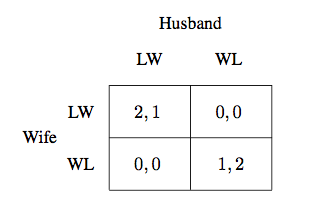 Husband
LW WL
LW 2, 1 0, 0
Wife
WL 0, 0 1, 2